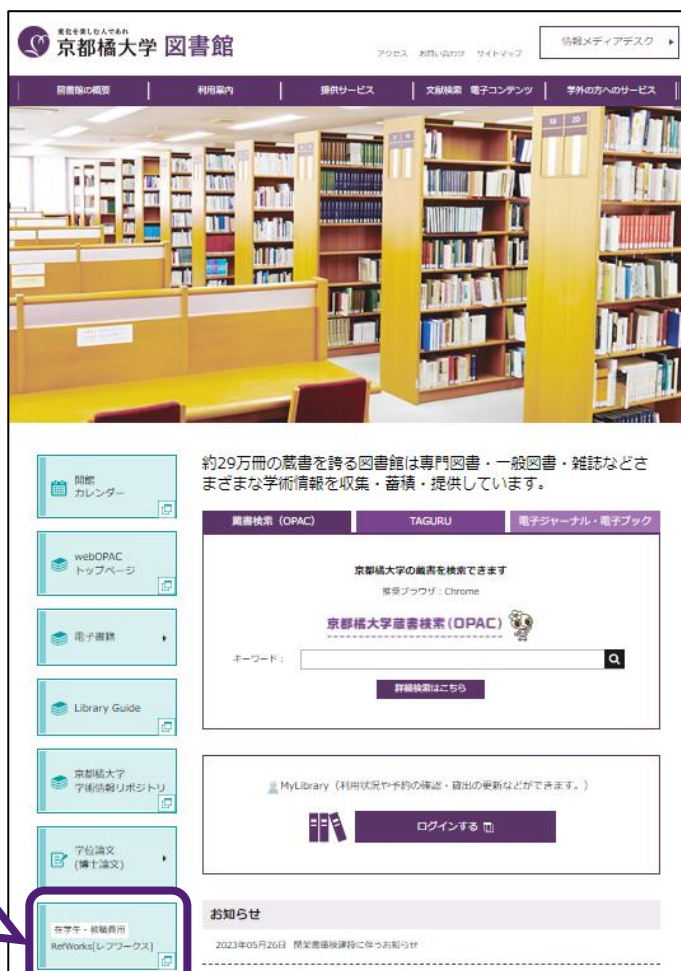 変化を楽しむ人であれ
京都橘大学 図書館
アクセス お問い合わせ サイトマップ
情報メディアデスク
図書館の概要 利用案内 提供サービス 文献検索 電子コンテンツ 学外の方へのサービス
開館
カレンダー
webOPAC
トップページ
電子書籍
Library Guide
京都橘大学
学術情報リポジトリ
学位論文
(博士論文)
在学生・教職員用
RefWorks[レフワークス]
約29万冊の蔵書を誇る図書館は専門図書・一般図書・雑誌などさ
まざまな学術情報を収集・蓄積・提供しています。
蔵書検索（OPAC） TAGURU 電子ジャーナル・電子ブック
京都橘大学の蔵書を検索できます
推奨ブラウザ：Chrome
京都橘大学蔵書検索(OPAC)
キーワード：
詳細検索はこちら
MyLibrary（利用状況や予約の確認・貸出の更新などができます。）
ログインする
お知らせ
2023年05月26日 閉架書庫棟建設に伴うお知らせ